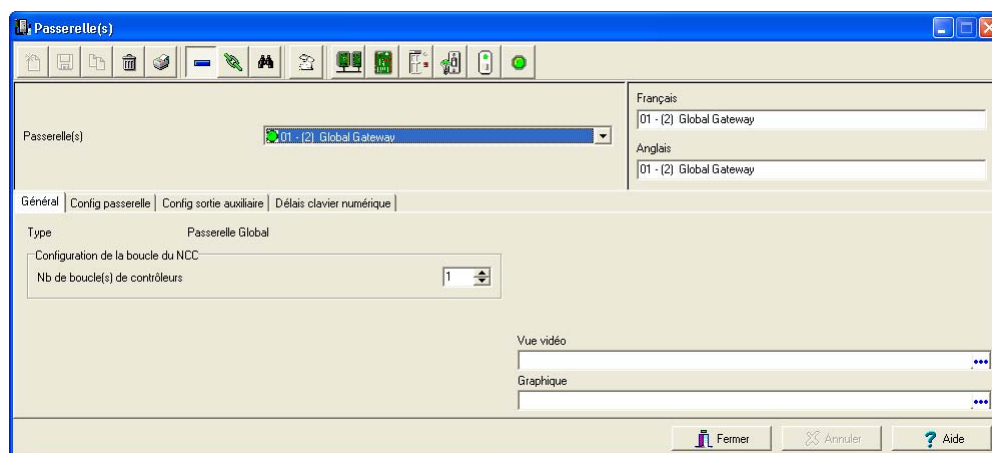 Passerelle(s)
Français
01 - (2) Global Gateway
Passerelle(s)
01 - (2) Global Gateway
Anglais
01 - (2) Global Gateway
Général
Config passerelle
Config sortie auxiliaire
Délais clavier numérique
Type
Passerelle Global
Configuration de la boucle du NCC
Nb de boucle(s) de contrôleurs
1
Vue vidéo
Graphique
Fermer
Annuler
? Aide